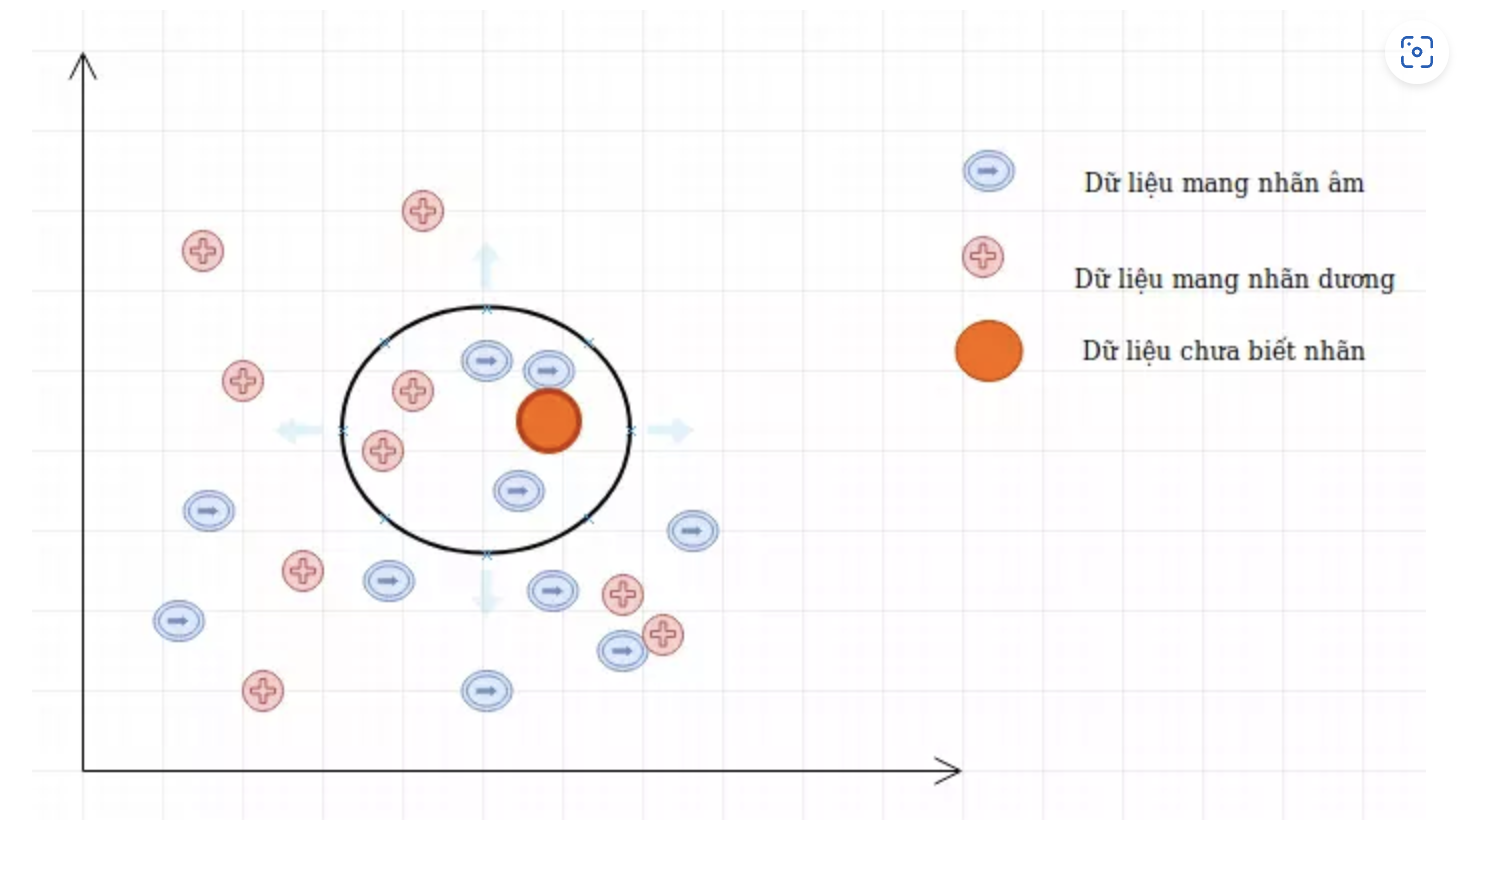 Dữ liệu mang nhãn âm
Dữ liệu mang nhãn dương
Dữ liệu chưa biết nhãn